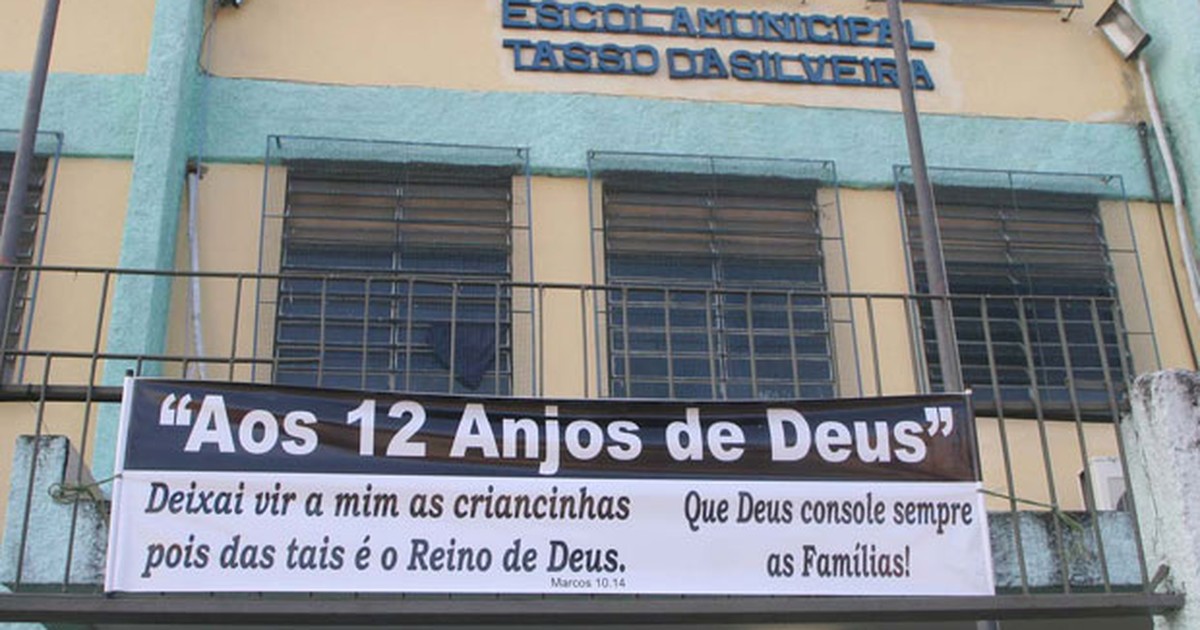 ESCOLA MUNICIPAL
TASSO DA SILVEIRA
“Aos 12 Anjos de Deus”
Deixai vir a mim as criancinhas
pois das tais é o Reino de Deus.
Marcos 10.14
Que Deus console sempre
as Famílias!